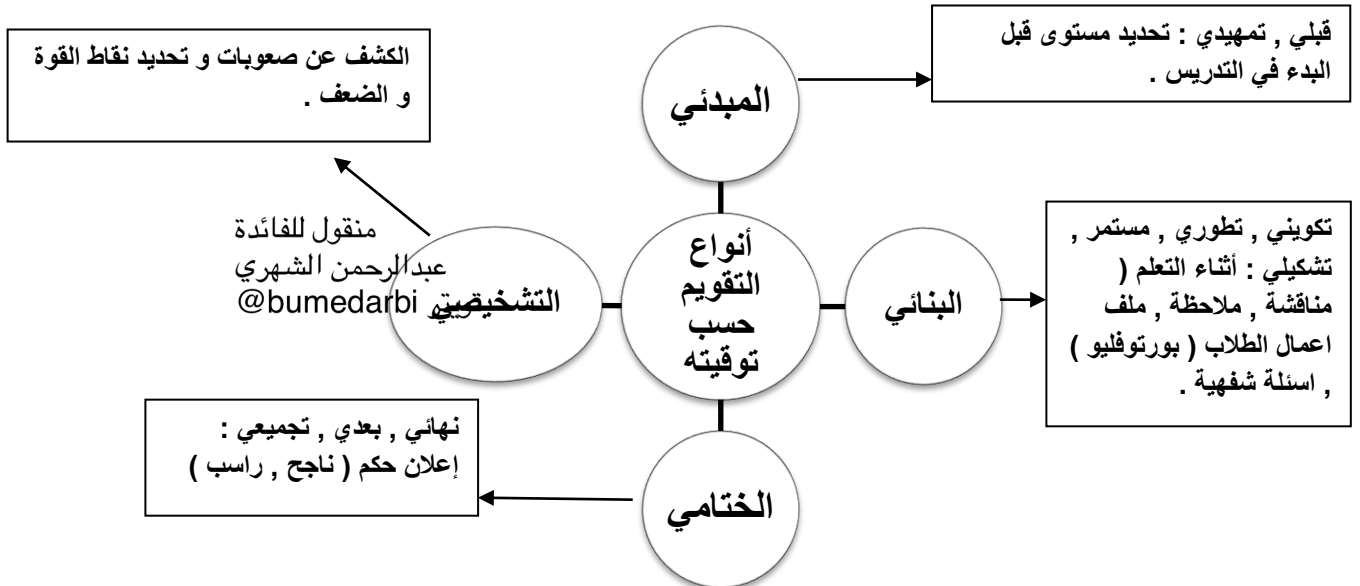 قبلي , تمهيدي : تحديد مستوى قبل
البدء في التدريس .
الكشف عن صعوبات و تحديد نقاط القوة
و الضعف .
المبدئي
تكويني , تطوري , مستمر ,
تشكيلي : أثناء التعلم (
مناقشة , ملاحظة , ملف
اعمال الطلاب ( بورتوفليو )
, اسئلة شفهية .
البنائي
أنواع
التقويم
حسب
توقيته
التشخيصي
منقول للفائدة
عبدالرحمن الشهري
@bumedarbi
نهائي , بعدي , تجميعي :
إعلان حكم ( ناجح , راسب )
الختامي